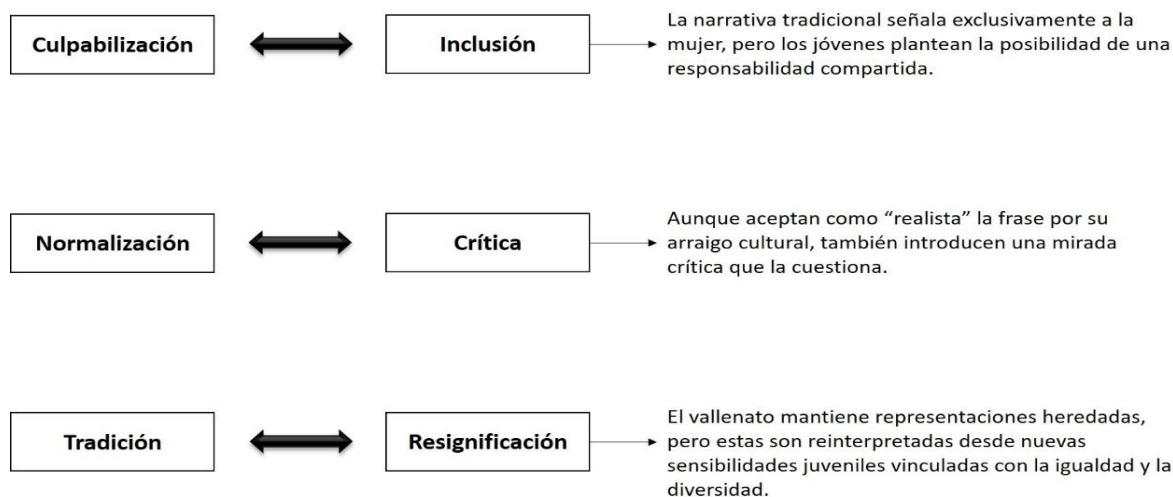 Culpabilización
Inclusión
La narrativa tradicional señala exclusivamente a la
mujer, pero los jóvenes plantean la posibilidad de una
responsabilidad compartida.
Normalización
Crítica
Aunque aceptan como “realista” la frase por su
arraigo cultural, también introducen una mirada
crítica que la cuestiona.
Tradición
Resignificación
El vallenato mantiene representaciones heredadas,
pero estas son reinterpretadas desde nuevas
sensibilidades juveniles vinculadas con la igualdad y la
diversidad.